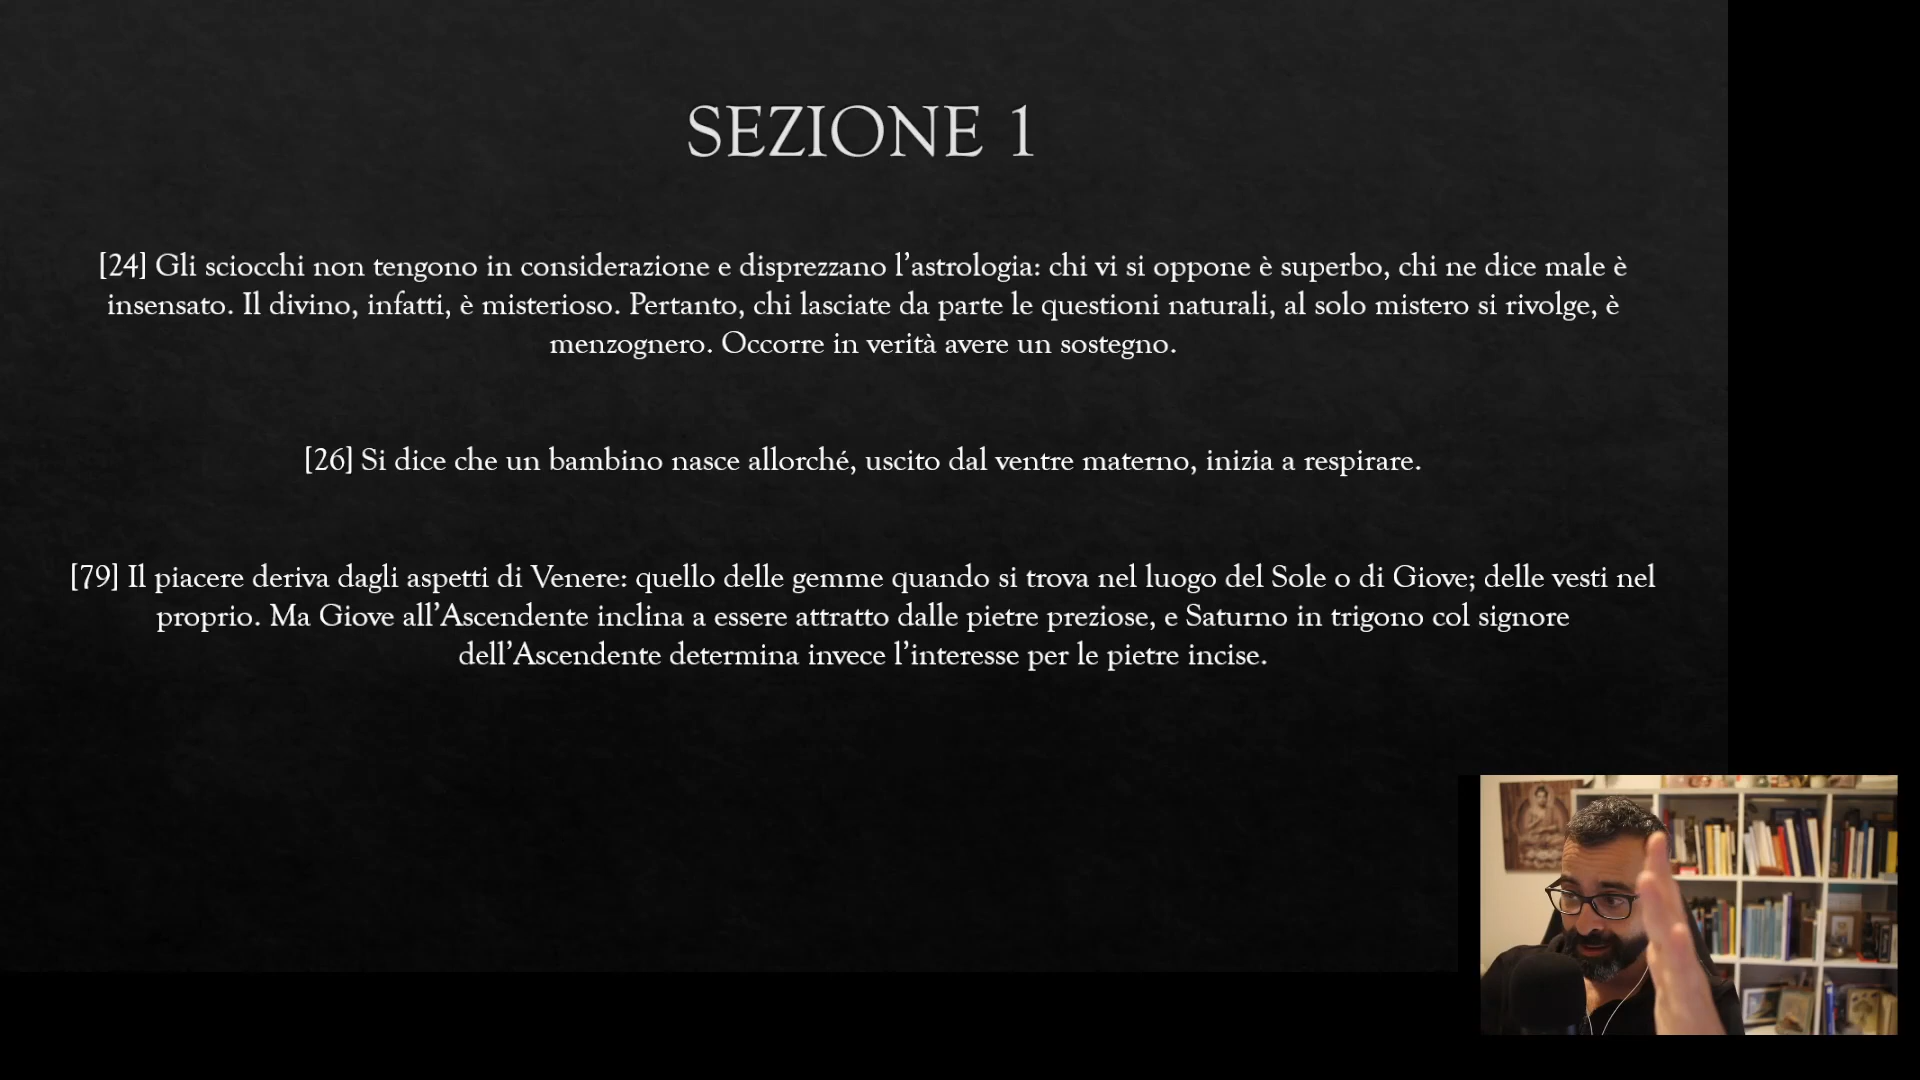 SEZIONE 1
[24] Gli sciocchi non tengono in considerazione e disprezzano l’astrologia: chi vi si oppone è superbo, chi ne dice male è
insensato. Il divino, infatti, è misterioso. Pertanto, chi lasciate da parte le questioni naturali, al solo mistero si rivolge, è
menzognero. Occorre in verità avere un sostegno.
[26] Si dice che un bambino nasce allorché, uscito dal ventre materno, inizia a respirare.
[79] Il piacere deriva dagli aspetti di Venere: quello delle gemme quando si trova nel luogo del Sole o di Giove; delle vesti nel
proprio. Ma Giove all’Ascendente inclina a essere attratto dalle pietre preziose, e Saturno in trigono col signore
dell’Ascendente determina invece l’interesse per le pietre incise.